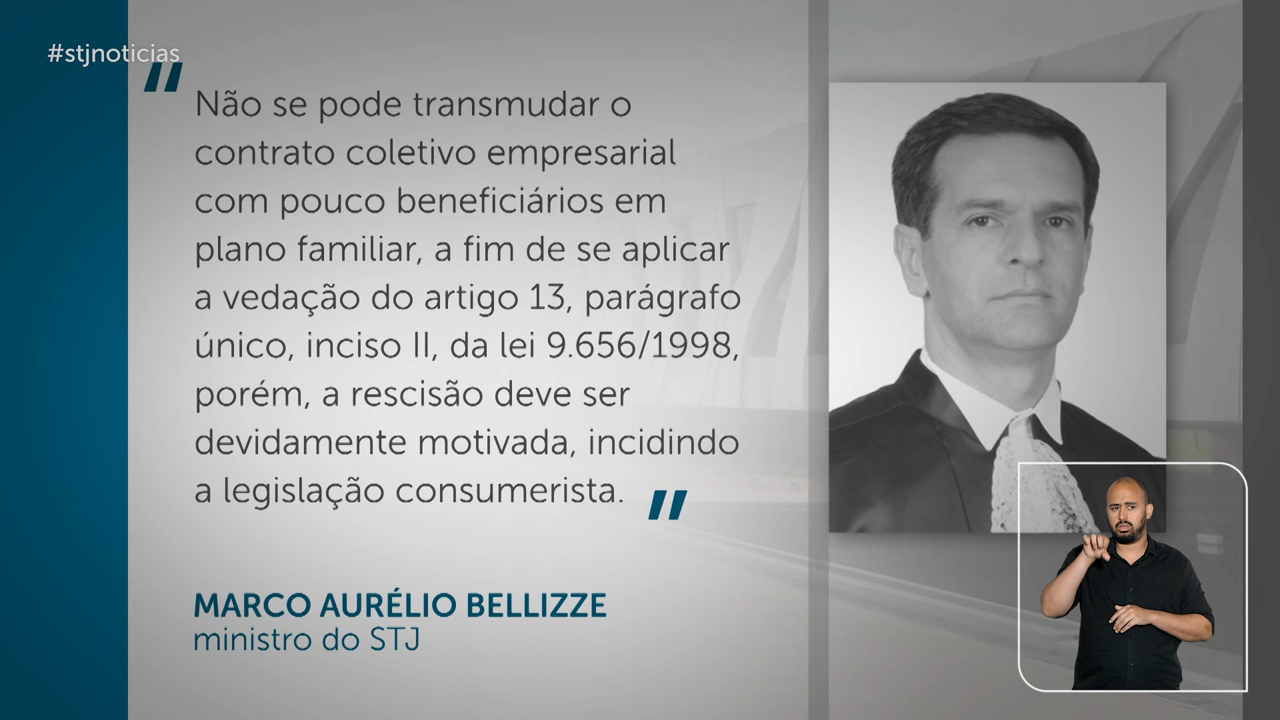 #stjnoticias
"
Não se pode transmudar o
contrato coletivo empresarial
com pouco beneficiários em
plano familiar, a fim de se aplicar
a vedação do artigo 13, parágrafo
único, inciso II, da lei 9.656/1998,
porém, a rescisão deve ser
devidamente motivada, incidindo
a legislação consumerista. "
MARCO AURÉLIO BELLIZZE
ministro do STJ